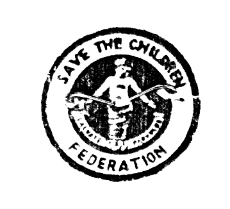 SAVE THE CHILDREN
FEDERATION